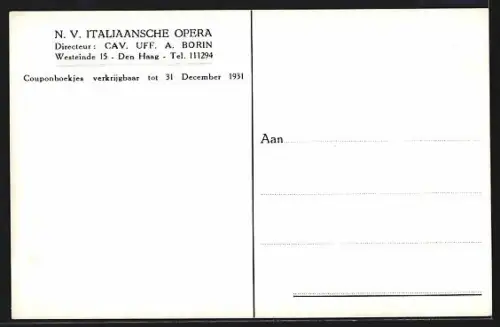 N. V. ITALIAANSCHE OPERA
Directeur: CAV. UFF. A. BORIN
Westeinde 15 - Den Haag - Tel. 111294
Couponboekjes verkrijgbaar tot 31 December 1931
Aan